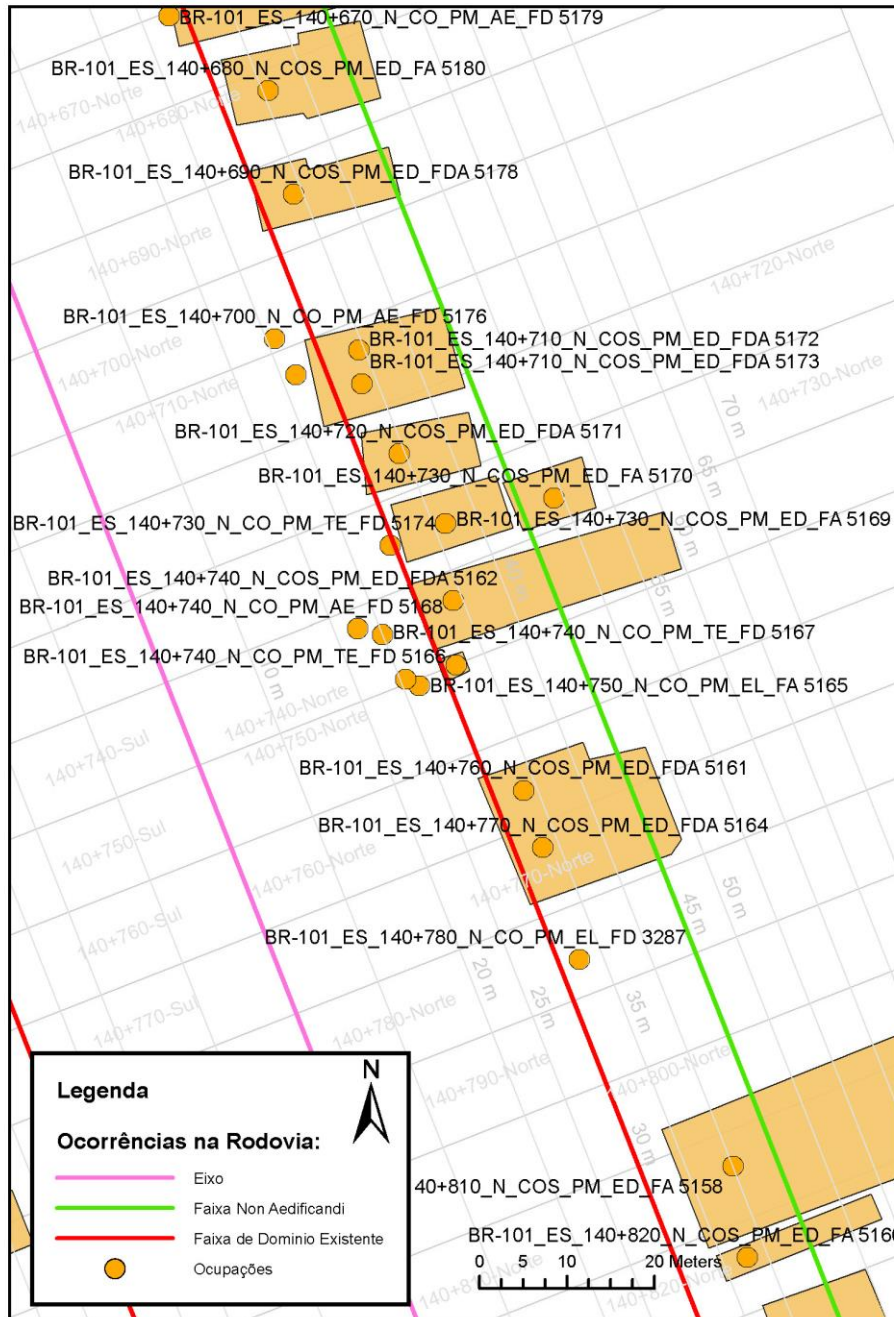 BR-101_ES_140+670_N_CO_PM_AE_FD 5179
BR-101_ES_140+680_N_COS_PM_ED_FA 5180
140+670-Norte
140+680-Norte
BR-101_ES_140+690_N_COS_PM_ED_FDA 5178
140+690-Norte
140+720-Norte
BR-101_ES_140+700_N_CO_PM_AE_FD 5176
BR-101_ES_140+710_N_COS_PM_ED_FDA 5172
BR-101_ES_140+710_N_COS_PM_ED_FDA 5173
140+700-Norte
140+710-Norte
140+730-Norte
70 m
BR-101_ES_140+720_N_COS_PM_ED_FDA 5171
BR-101_ES_140+730_N_COS_PM_ED_FA 5170
65 m
BR-101_ES_140+730_N_CO_PM_TE_FD 5174
BR-101_ES_140+730_N_COS_PM_ED_FA 5169
60 m
40 m
BR-101_ES_140+740_N_COS_PM_ED_FDA 5162
55 m
BR-101_ES_140+740_N_CO_PM_AE_FD 5168
BR-101_ES_140+740_N_CO_PM_TE_FD 5167
BR-101_ES_140+740_N_CO_PM_TE_FD 5166
BR-101_ES_140+750_N_CO_PM_EL_FA 5165
140+740-Norte
140+750-Norte
140+740-Sul
BR-101_ES_140+760_N_COS_PM_ED_FDA 5161
BR-101_ES_140+770_N_COS_PM_ED_FDA 5164
140+750-Sul
140+760-Norte
140+770-Norte
50 m
45 m
140+760-Sul
BR-101_ES_140+780_N_CO_PM_EL_FD 3287
20 m
25 m
35 m
140+770-Sul
140+780-Norte
140+790-Norte
140+800-Norte
30 m
N
Legenda
Ocorrências na Rodovia:
Eixo
Faixa Non Aedificandi
Faixa de Dominio Existente
Ocupações
40+810_N_COS_PM_ED_FA 5158
BR-101_ES_140+820_N_COS_PM_ED_FA 5160
0 5 10 20 Meters
140+820-Norte